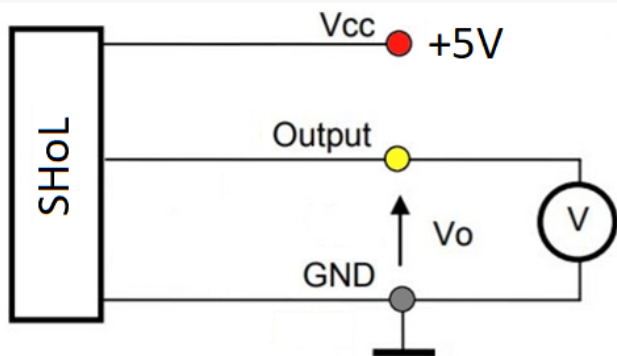 Vcc
+5V
SHoL
Output
V
Vo
GND